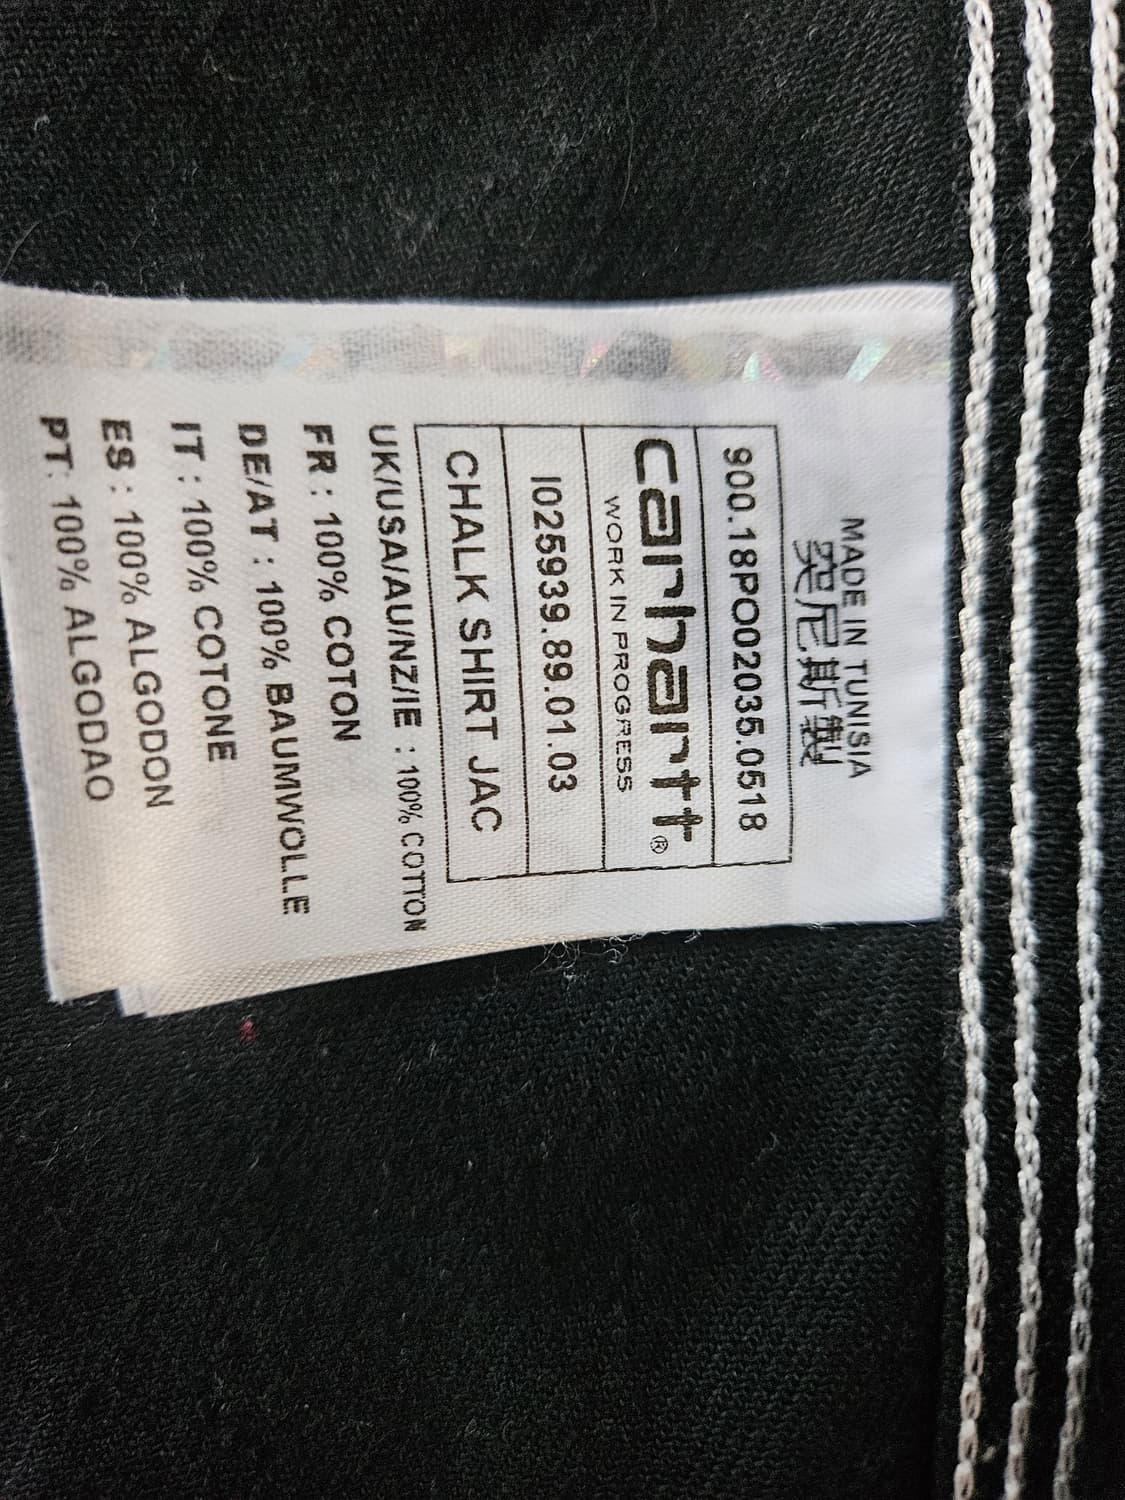 MADE IN TUNISIA
突尼斯製
900.18PO02035.0518
carhartt®
WORK IN PROGRESS
I025939.89.01.03
CHALK SHIRT JAC
UK/USA/AU/NZ/IE : 100% COTTON
FR : 100% COTON
DE/AT : 100% BAUMWOLLE
IT : 100% COTONE
ES : 100% ALGODON
PT: 100% ALGODAO